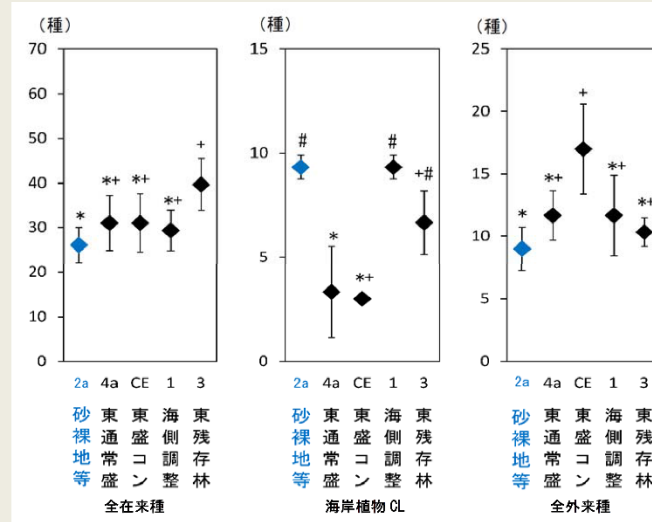 （種）
70
60
50
40
30
20
10
0
*
*+
*+
*+
+
2a 4a CE 1 3
砂裸地等
東通常盛
東盛コン
海側調整
東残存林
全在来種
（種）
15
10
5
0
#
*
*+
#
+#
2a 4a CE 1 3
砂裸地等
東通常盛
東盛コン
海側調整
東残存林
海岸植物 CL
（種）
25
20
15
10
5
0
*
*+
+
*+
*+
2a 4a CE 1 3
砂裸地等
東通常盛
東盛コン
海側調整
東残存林
全外来種